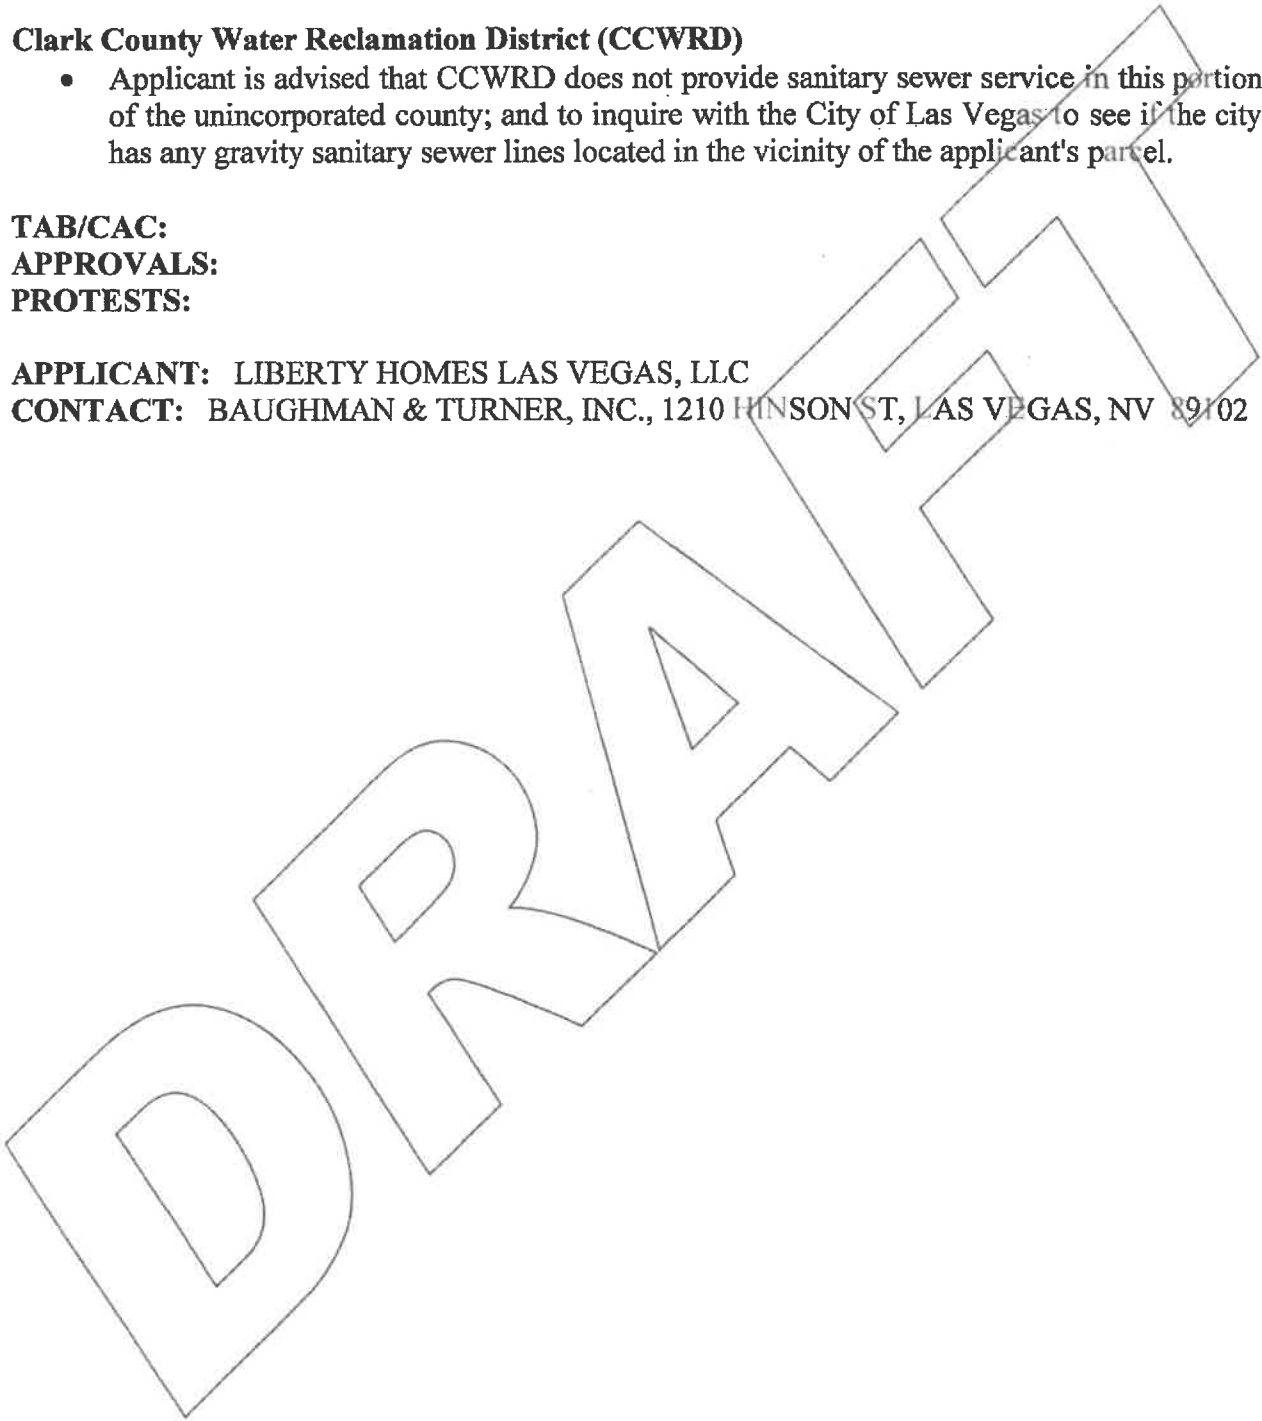 Clark County Water Reclamation District (CCWRD)
• Applicant is advised that CCWRD does not provide sanitary sewer service in this portion
of the unincorporated county; and to inquire with the City of Las Vegas to see if the city
has any gravity sanitary sewer lines located in the vicinity of the applicant's parcel.
TAB/CAC:
APPROVALS:
PROTESTS:
APPLICANT: LIBERTY HOMES LAS VEGAS, LLC
CONTACT: BAUGHMAN & TURNER, INC., 1210 HINSON ST, LAS VEGAS, NV 89102
DRAFT